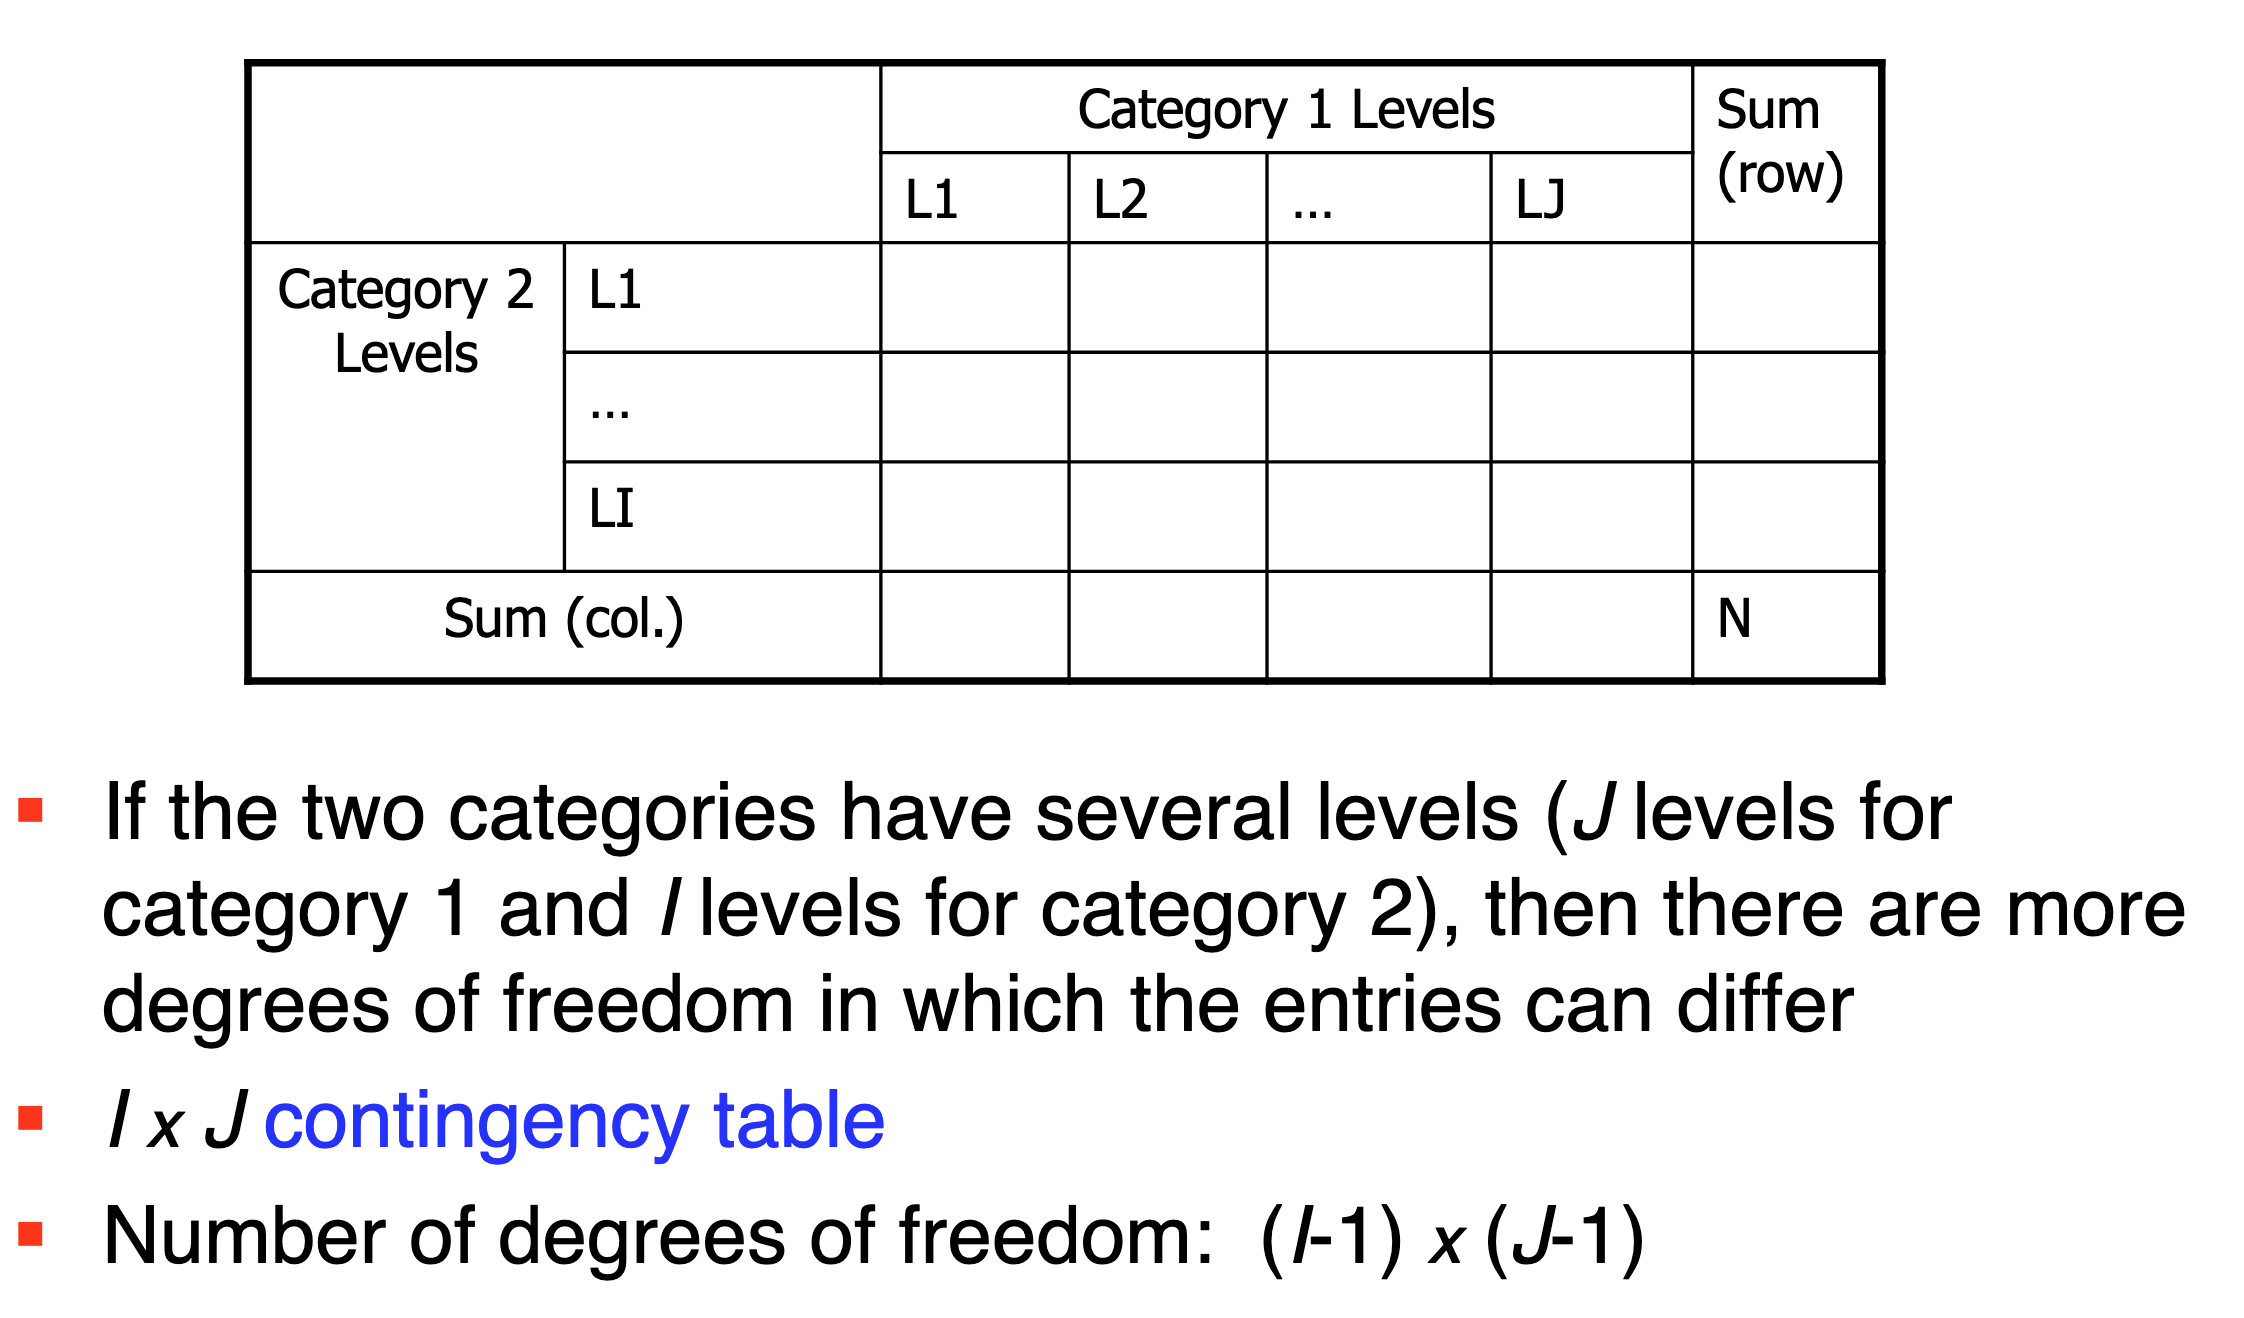 Category 1 Levels
Sum
(row)
L1 L2 ... LJ
Category 2
Levels
L1
...
LI
Sum (col.) N
If the two categories have several levels (J levels for
category 1 and I levels for category 2), then there are more
degrees of freedom in which the entries can differ
I x J contingency table
Number of degrees of freedom: (I-1) x (J-1)